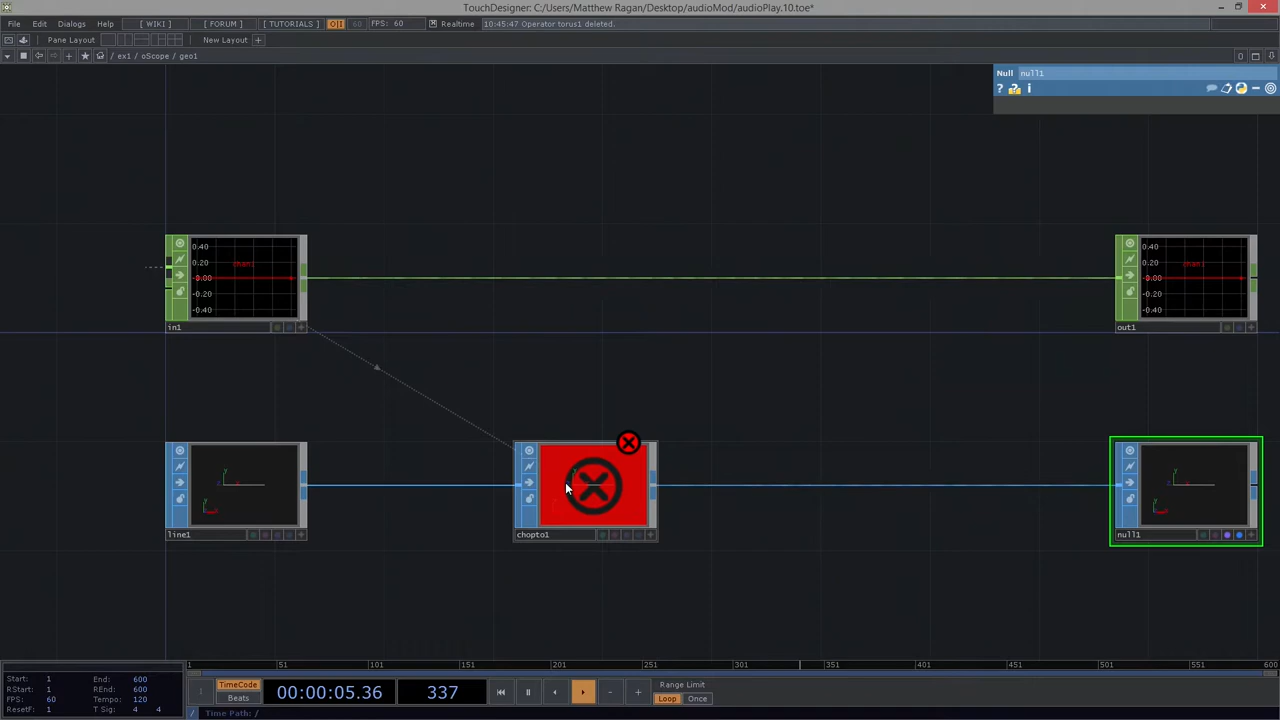 TouchDesigner: C:/Users/Matthew Ragan/Desktop/audioMod/audioPlay.10.toe*
File Edit Dialogs Help [ WIKI ] [ FORUM ] [ TUTORIALS ] O|I FPS: 60 Realtime 10:45:47 Operator torus1 deleted.
Pane Layout New Layout +
/ ex1 / oScope / geo1 0
Null null1
? ? i
0.40
0.20
0.00
-0.20
-0.40
chan1
in1
0.40
0.20
0.00
-0.20
-0.40
chan1
out1
line1
chopto1
null1
1 51 101 151 201 251 301 351 401 451 501 551 600
Start: 1 End: 600
RStart: 1 REnd: 600
FPS: 60 Tempo: 120
ResetF: 1 T Sig: 4 4
TimeCode
Beats
00:00:05.36 337
Range Limit
Loop Once
/ Time Path: /